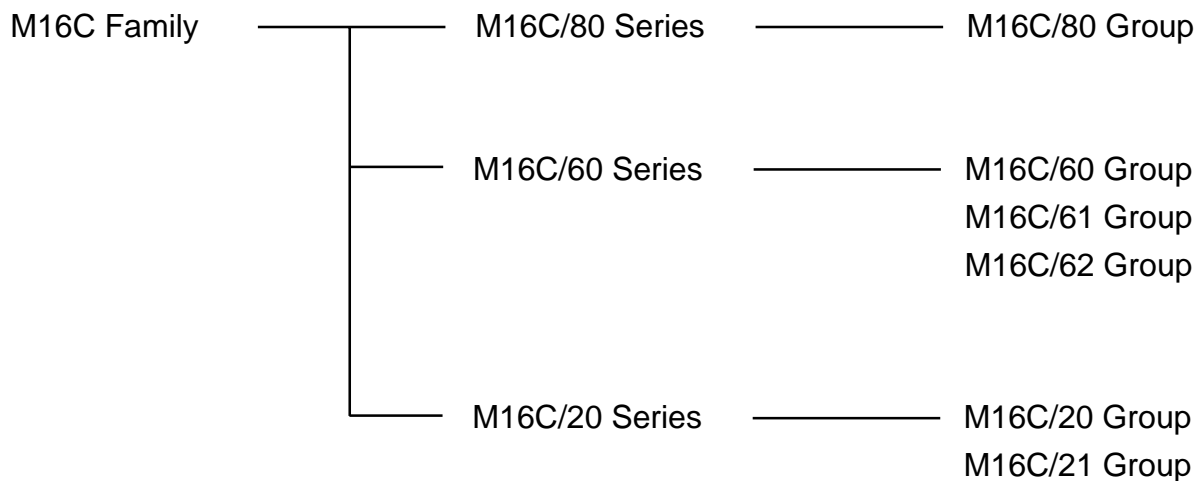 M16C Family M16C/80 Series M16C/80 Group
M16C/60 Series M16C/60 Group
M16C/61 Group
M16C/62 Group
M16C/20 Series M16C/20 Group
M16C/21 Group